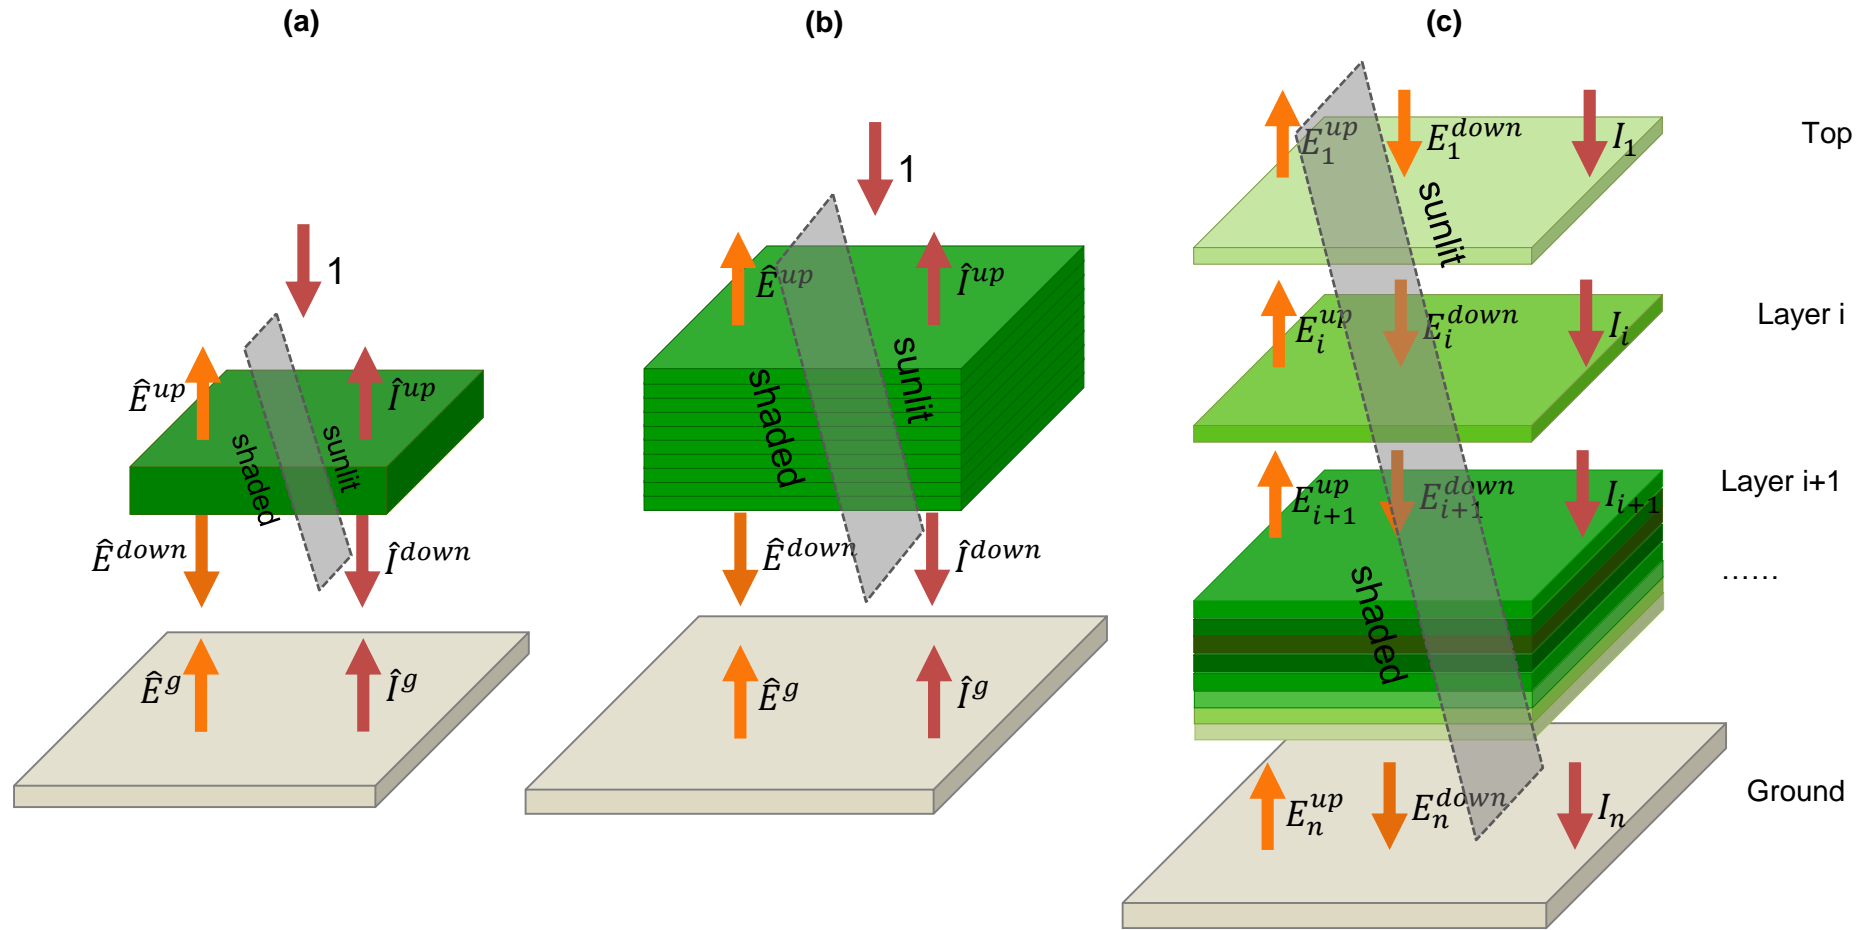 (a)
1
Ê^up
Î^up
shaded
sunlit
Ê^down
Î^down
Ê^g
Î^g
(b)
1
Ê^up
Î^up
shaded
sunlit
Ê^down
Î^down
Ê^g
Î^g
(c)
E_1^up
E_1^down
I_1
Top
sunlit
E_i^up
E_i^down
I_i
Layer i
E_{i+1}^up
E_{i+1}^down
I_{i+1}
Layer i+1
......
shaded
E_n^up
E_n^down
I_n
Ground